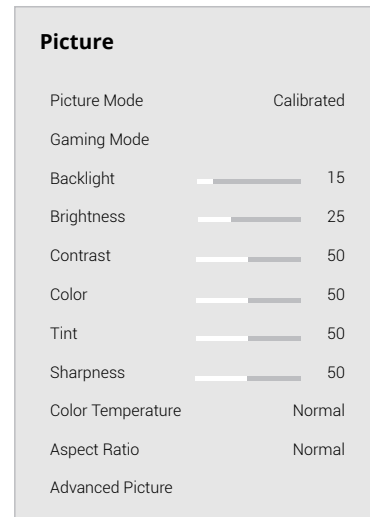 Picture
Picture Mode Calibrated
Gaming Mode
Backlight 15
Brightness 25
Contrast 50
Color 50
Tint 50
Sharpness 50
Color Temperature Normal
Aspect Ratio Normal
Advanced Picture